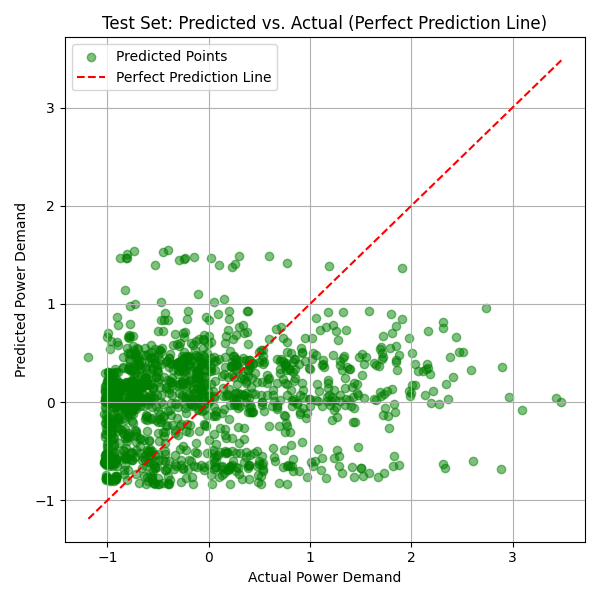 Test Set: Predicted vs. Actual (Perfect Prediction Line)
Predicted Points
Perfect Prediction Line
3
2
1
0
−1
Predicted Power Demand
−1 0 1 2 3
Actual Power Demand